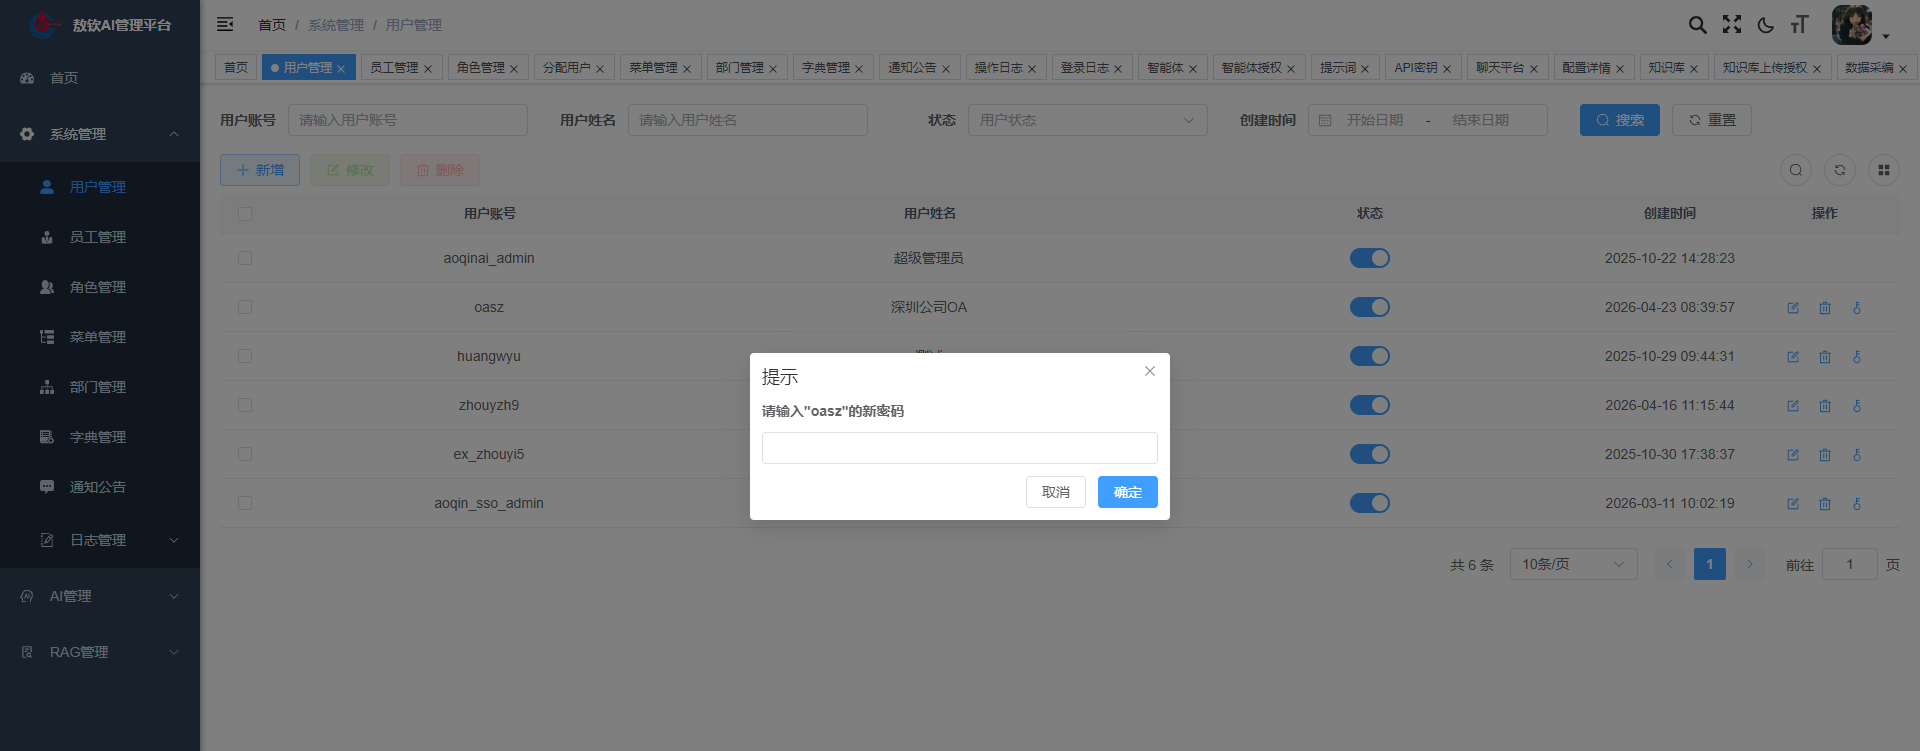 敖钦AI管理平台
首页 / 系统管理 / 用户管理
首页
系统管理
用户管理
员工管理
角色管理
菜单管理
部门管理
字典管理
通知公告
日志管理
AI管理
RAG管理
首页 用户管理 员工管理 角色管理 分配用户 菜单管理 部门管理 字典管理 通知公告 操作日志 登录日志 智能体 智能体授权 提示词 API密钥 聊天平台 配置详情 知识库 知识库上传授权 数据采编
用户账号 请输入用户账号 用户姓名 请输入用户姓名 状态 用户状态 创建时间 开始日期 - 结束日期 搜索 重置
新增 修改 删除
用户账号 用户姓名 状态 创建时间 操作
aoqinai_admin 超级管理员 2025-10-22 14:28:23
oasz 深圳公司OA 2026-04-23 08:39:57
huangwyu 2025-10-29 09:44:31
zhouyzh9 2026-04-16 11:15:44
ex_zhouyi5 2025-10-30 17:38:37
aoqin_sso_admin 2026-03-11 10:02:19
提示
请输入"oasz"的新密码
取消 确定
共 6 条 10条/页 1 前往 1 页